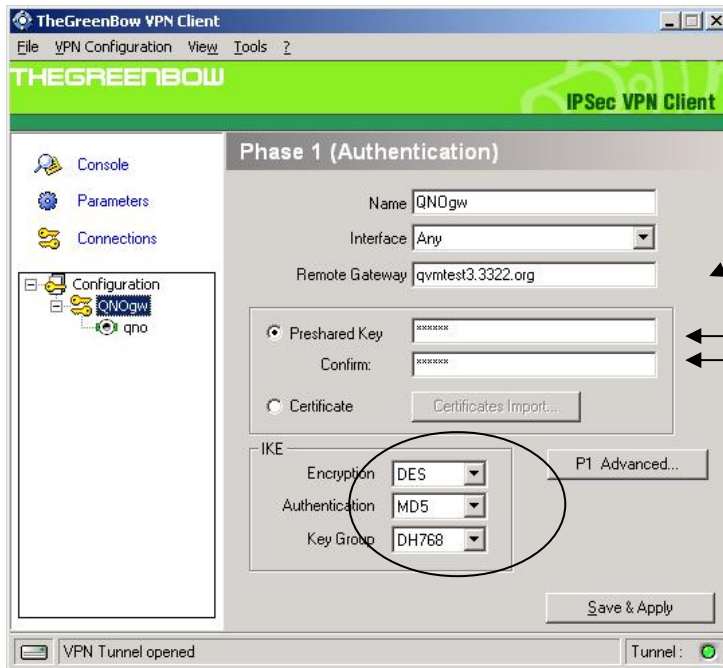 TheGreenBow VPN Client
File VPN Configuration View Tools ?
THEGREENBOW
IPSec VPN Client
Console
Parameters
Connections
Configuration
QNOgw
qno
Phase 1 (Authentication)
Name QNOgw
Interface Any
Remote Gateway qvmtest3.3322.org
Preshared Key ******
Confirm: ******
Certificate Certificates Import...
IKE
Encryption DES
Authentication MD5
Key Group DH768
P1 Advanced...
Save & Apply
VPN Tunnel opened Tunnel: